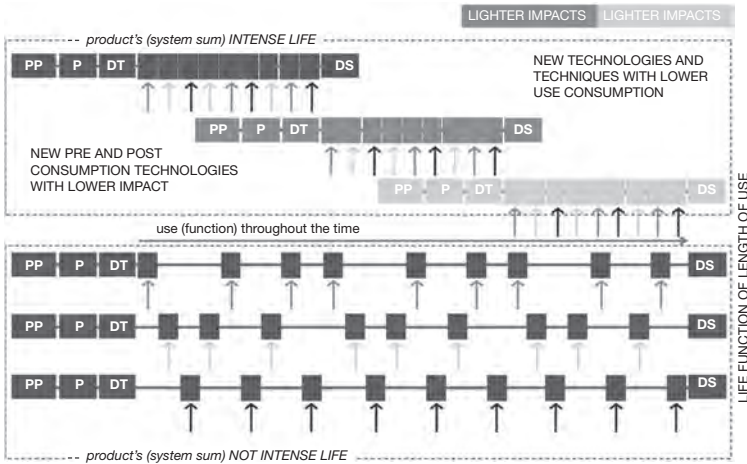 LIGHTER IMPACTS LIGHTER IMPACTS
product's (system sum) INTENSE LIFE
PP P DT DS
NEW TECHNOLOGIES AND
TECHNIQUES WITH LOWER
USE CONSUMPTION
PP P DT DS
NEW PRE AND POST
CONSUMPTION TECHNOLOGIES
WITH LOWER IMPACT
PP P DT DS
use (function) throughout the time
PP P DT DS
PP P DT DS
PP P DT DS
product's (system sum) NOT INTENSE LIFE
LIFE FUNCTION OF LENGTH OF USE